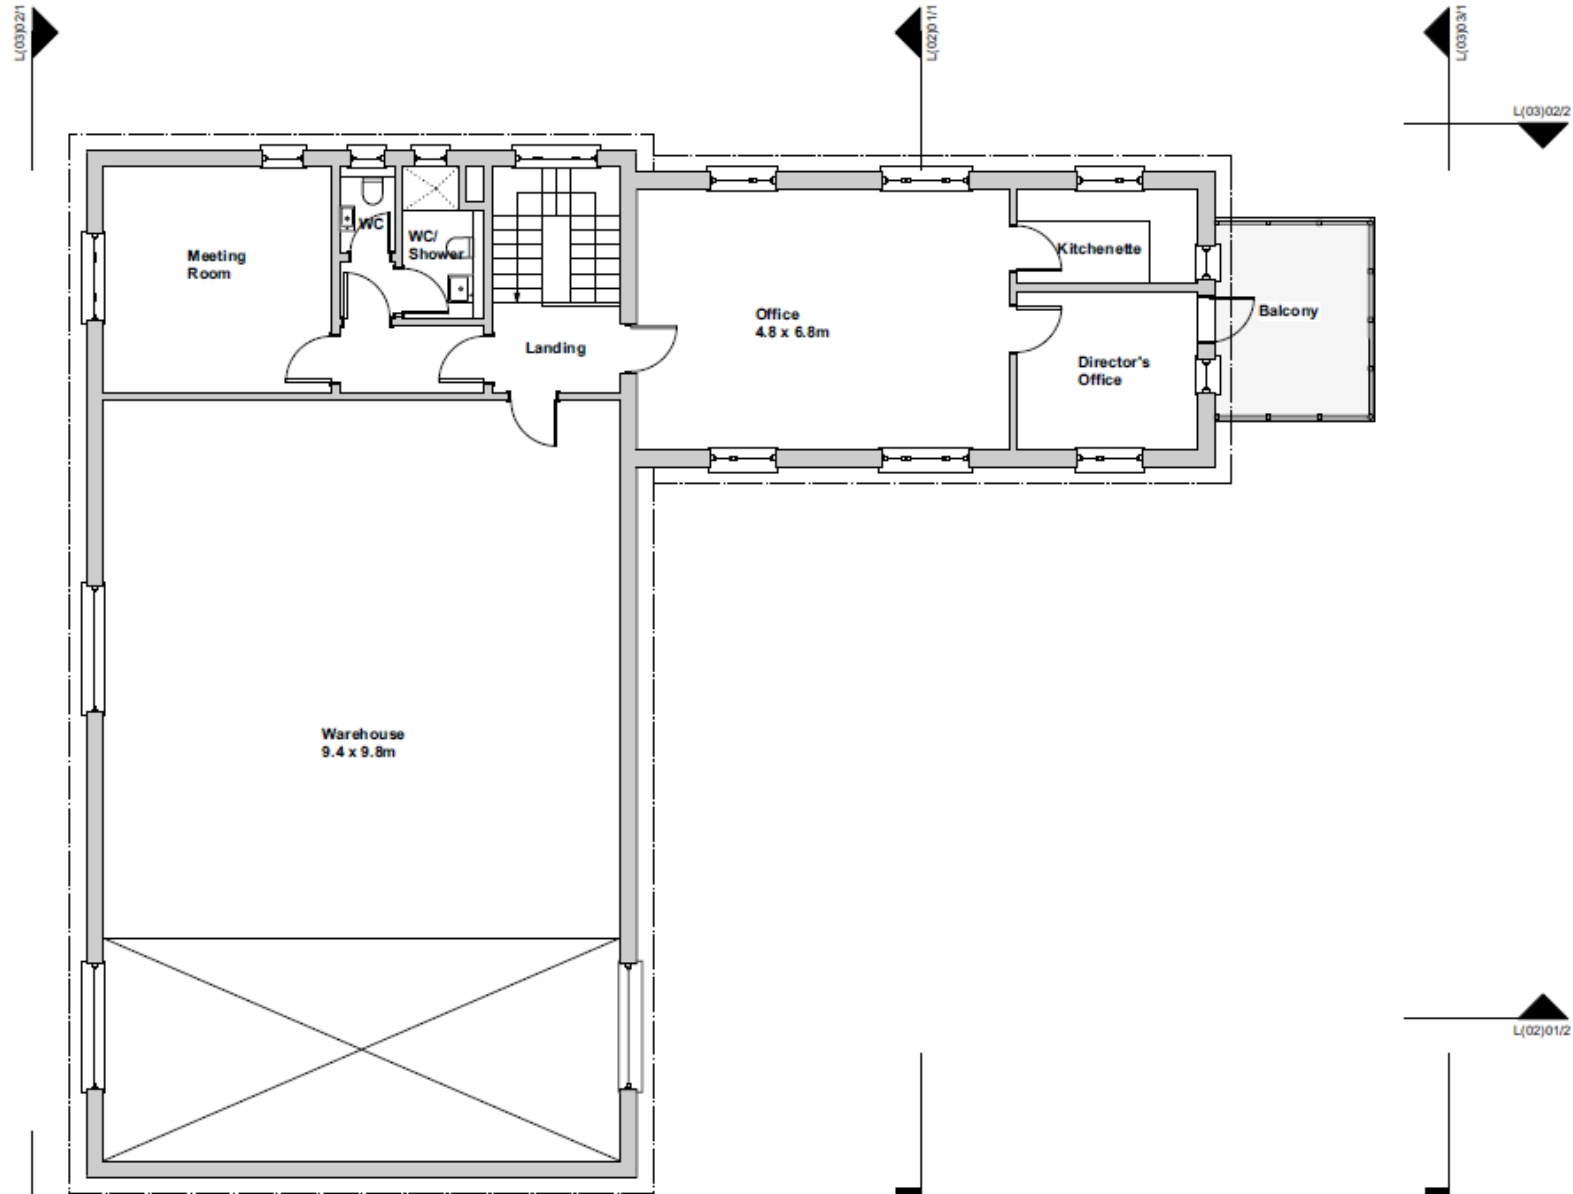 L(03)02/1
L(02)01/1
L(03)03/1
L(03)02/2
WC
WC/
Shower
Meeting
Room
Kitchenette
Office
4.8 x 6.8m
Balcony
Landing
Director's
Office
Warehouse
9.4 x 9.8m
L(02)01/2